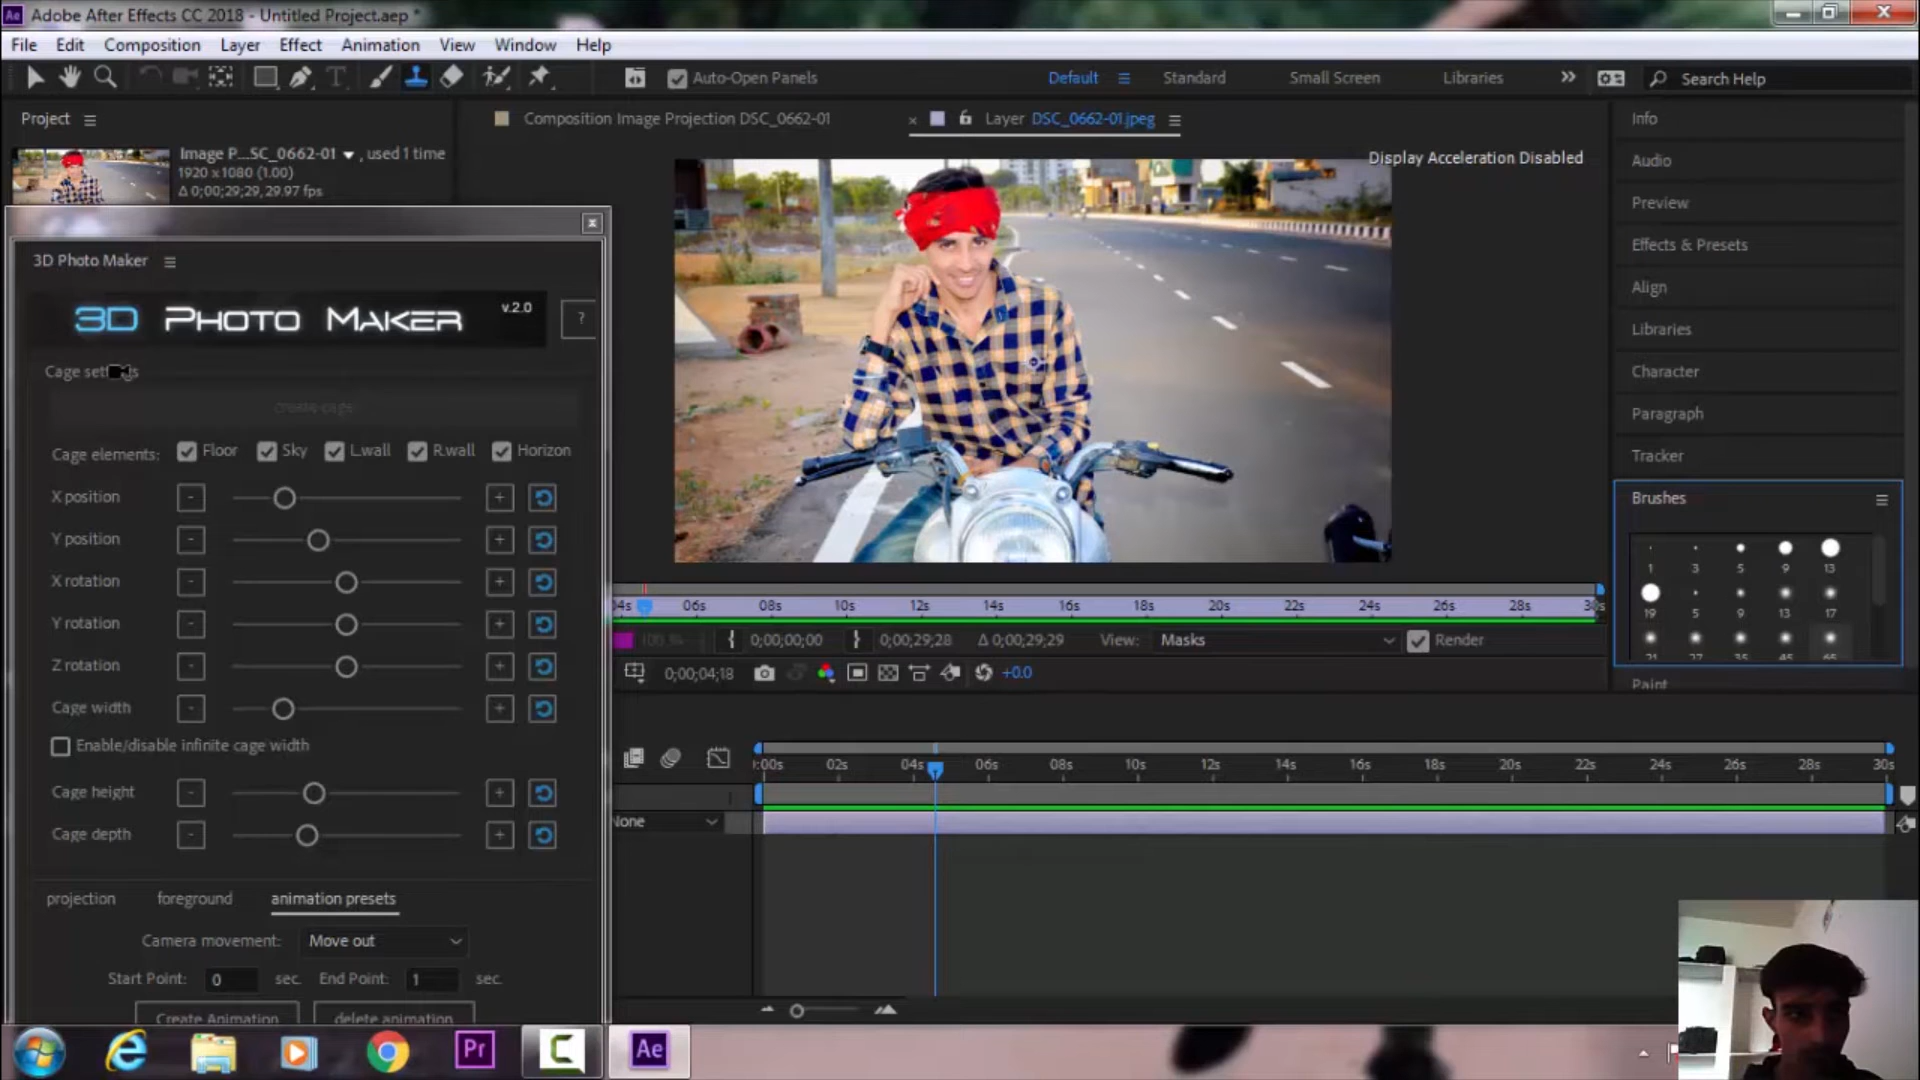 Adobe After Effects CC 2018 - Untitled Project.aep *
File Edit Composition Layer Effect Animation View Window Help
Auto-Open Panels Default Standard Small Screen Libraries Search Help
Project
Image P...SC_0662-01 , used 1 time
1920 x 1080 (1.00)
Δ 0;00;29;29, 29.97 fps
Composition Image Projection DSC_0662-01
Layer DSC_0662-01.jpeg
Display Acceleration Disabled
3D Photo Maker
3D PHOTO MAKER v.2.0 ?
Cage settings
create cage
Cage elements: Floor Sky L.wall R.wall Horizon
X position - +
Y position - +
X rotation - +
Y rotation - +
Z rotation - +
Cage width - +
Enable/disable infinite cage width
Cage height - +
Cage depth - +
projection foreground animation presets
Camera movement: Move out
Start Point: 0 sec. End Point: 1 sec.
Create Animation delete animation
04s 06s 08s 10s 12s 14s 16s 18s 20s 22s 24s 26s 28s 30s
{ 0;00;00;00 } 0;00;29;28 Δ 0;00;29;29 View: Masks Render
0;00;04;18 +0.0
:00s 02s 04s 06s 08s 10s 12s 14s 16s 18s 20s 22s 24s 26s 28s 30s
None
Info
Audio
Preview
Effects & Presets
Align
Libraries
Character
Paragraph
Tracker
Brushes
1 3 5 9 13
19 5 9 13 17
21 27 35 45 65
Paint
Pr Ae